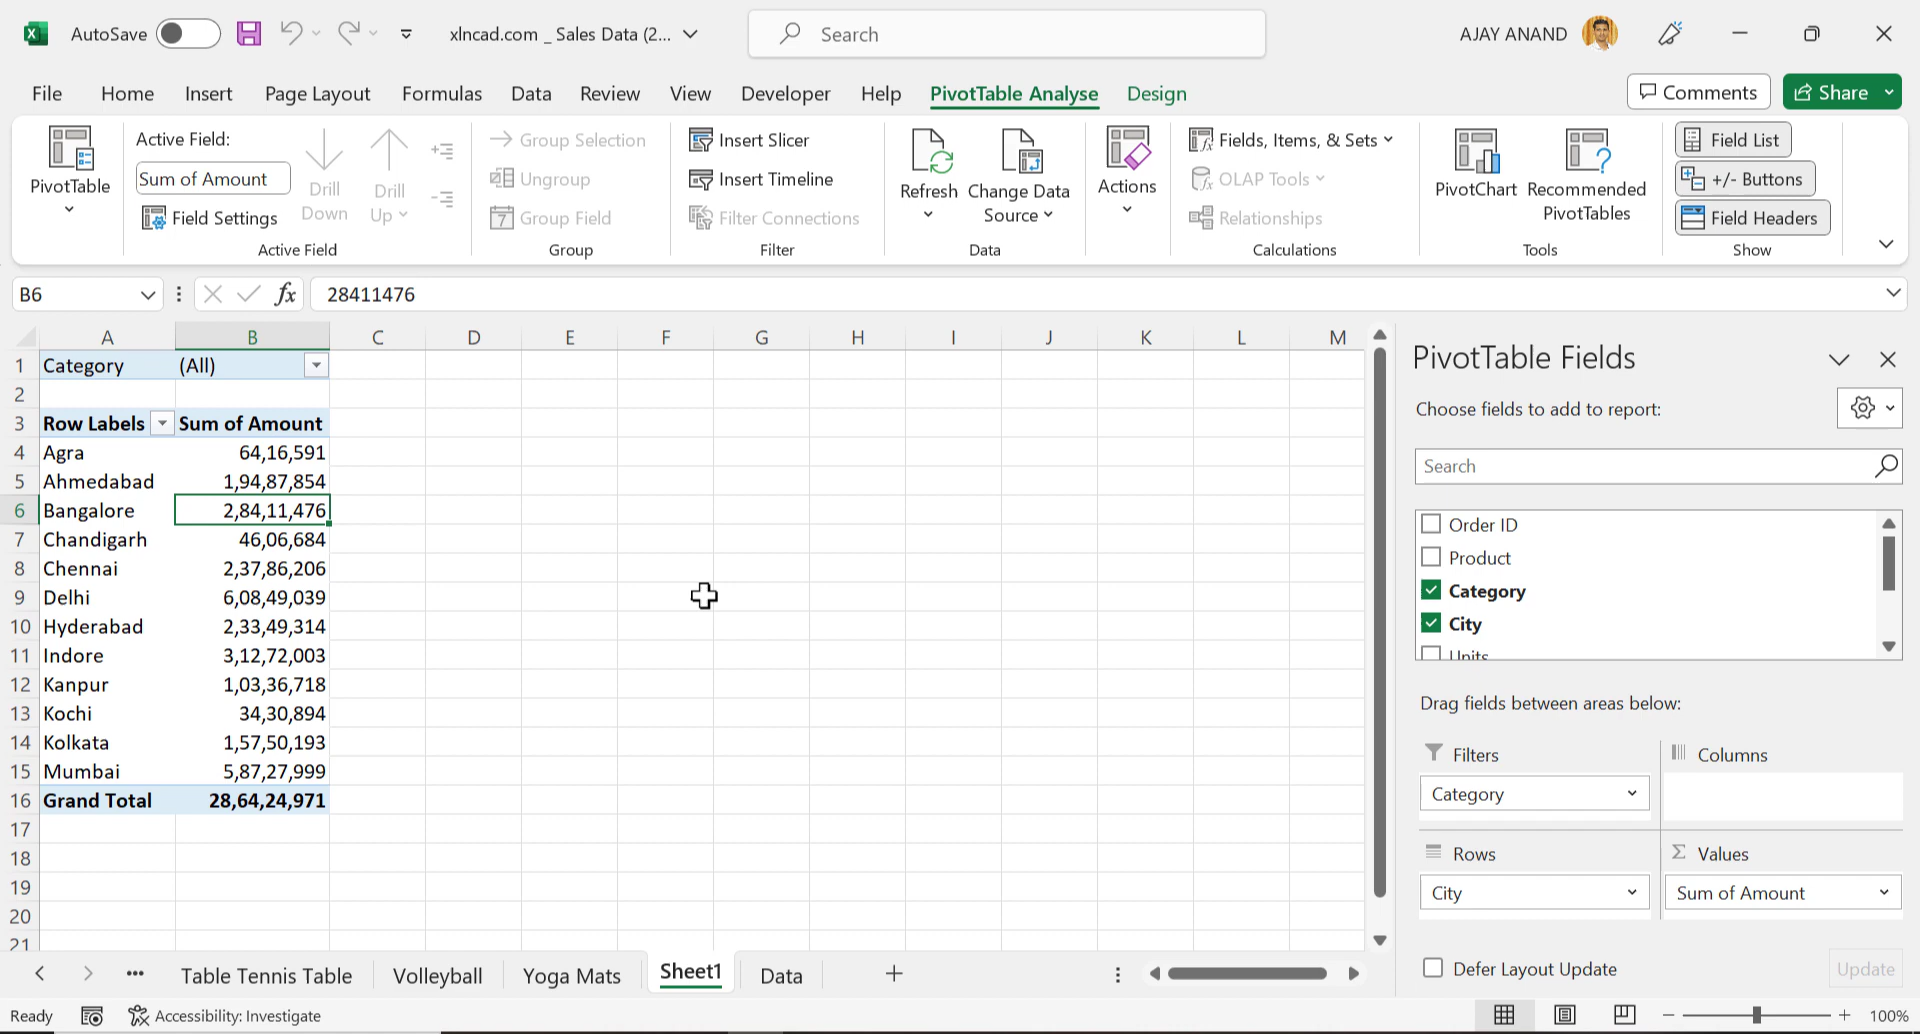 AutoSave
xlncad.com _ Sales Data (2...
Search
AJAY ANAND
File Home Insert Page Layout Formulas Data Review View Developer Help PivotTable Analyse Design
Comments
Share
PivotTable
Active Field:
Sum of Amount
Field Settings
Drill Down
Drill Up
Active Field
Group Selection
Ungroup
Group Field
Group
Insert Slicer
Insert Timeline
Filter Connections
Filter
Refresh
Change Data Source
Data
Actions
Fields, Items, & Sets
OLAP Tools
Relationships
Calculations
PivotChart
Recommended PivotTables
Tools
Field List
+/- Buttons
Field Headers
Show
B6
fx
28411476
A B C D E F G H I J K L M
1 Category (All)
2
3 Row Labels Sum of Amount
4 Agra 64,16,591
5 Ahmedabad 1,94,87,854
6 Bangalore 2,84,11,476
7 Chandigarh 46,06,684
8 Chennai 2,37,86,206
9 Delhi 6,08,49,039
10 Hyderabad 2,33,49,314
11 Indore 3,12,72,003
12 Kanpur 1,03,36,718
13 Kochi 34,30,894
14 Kolkata 1,57,50,193
15 Mumbai 5,87,27,999
16 Grand Total 28,64,24,971
17
18
19
20
21
PivotTable Fields
Choose fields to add to report:
Search
Order ID
Product
Category
City
Units
Drag fields between areas below:
Filters
Columns
Category
Rows
Σ Values
City
Sum of Amount
Defer Layout Update
Update
Table Tennis Table Volleyball Yoga Mats Sheet1 Data
Ready
Accessibility: Investigate
100%